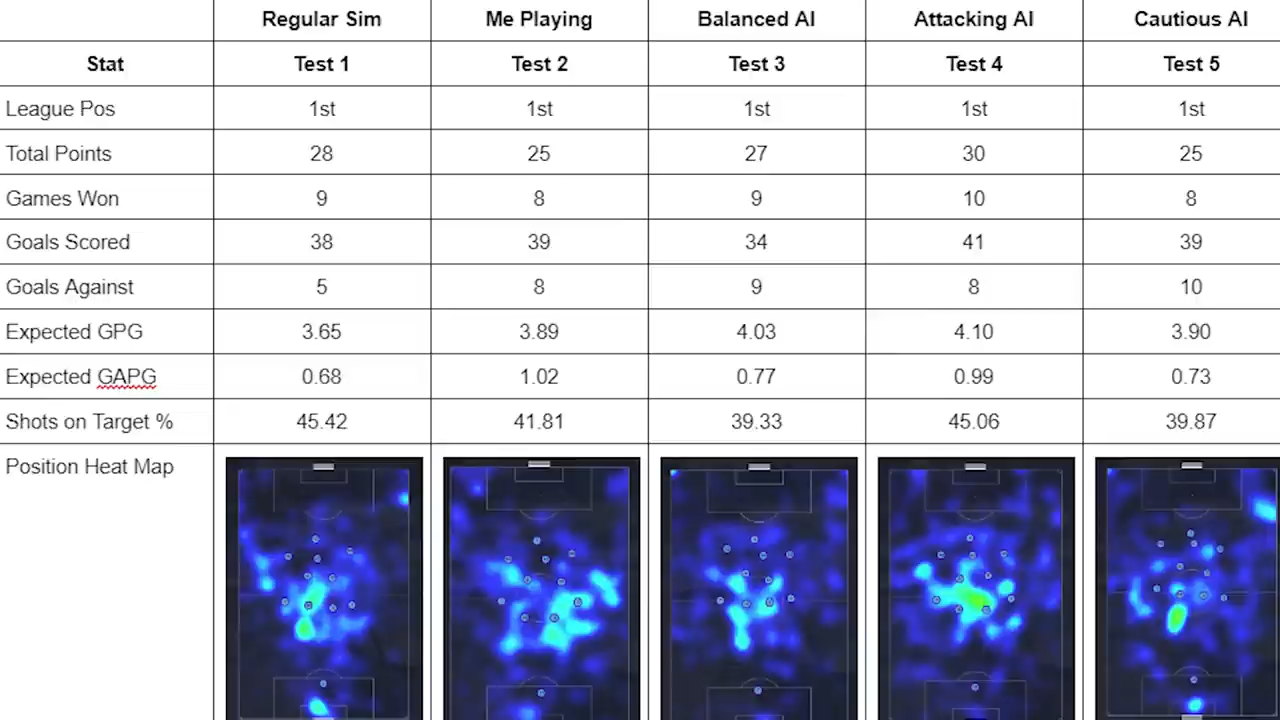 Regular Sim Me Playing Balanced AI Attacking AI Cautious AI
Stat Test 1 Test 2 Test 3 Test 4 Test 5
League Pos 1st 1st 1st 1st 1st
Total Points 28 25 27 30 25
Games Won 9 8 9 10 8
Goals Scored 38 39 34 41 39
Goals Against 5 8 9 8 10
Expected GPG 3.65 3.89 4.03 4.10 3.90
Expected GAPG 0.68 1.02 0.77 0.99 0.73
Shots on Target % 45.42 41.81 39.33 45.06 39.87
Position Heat Map